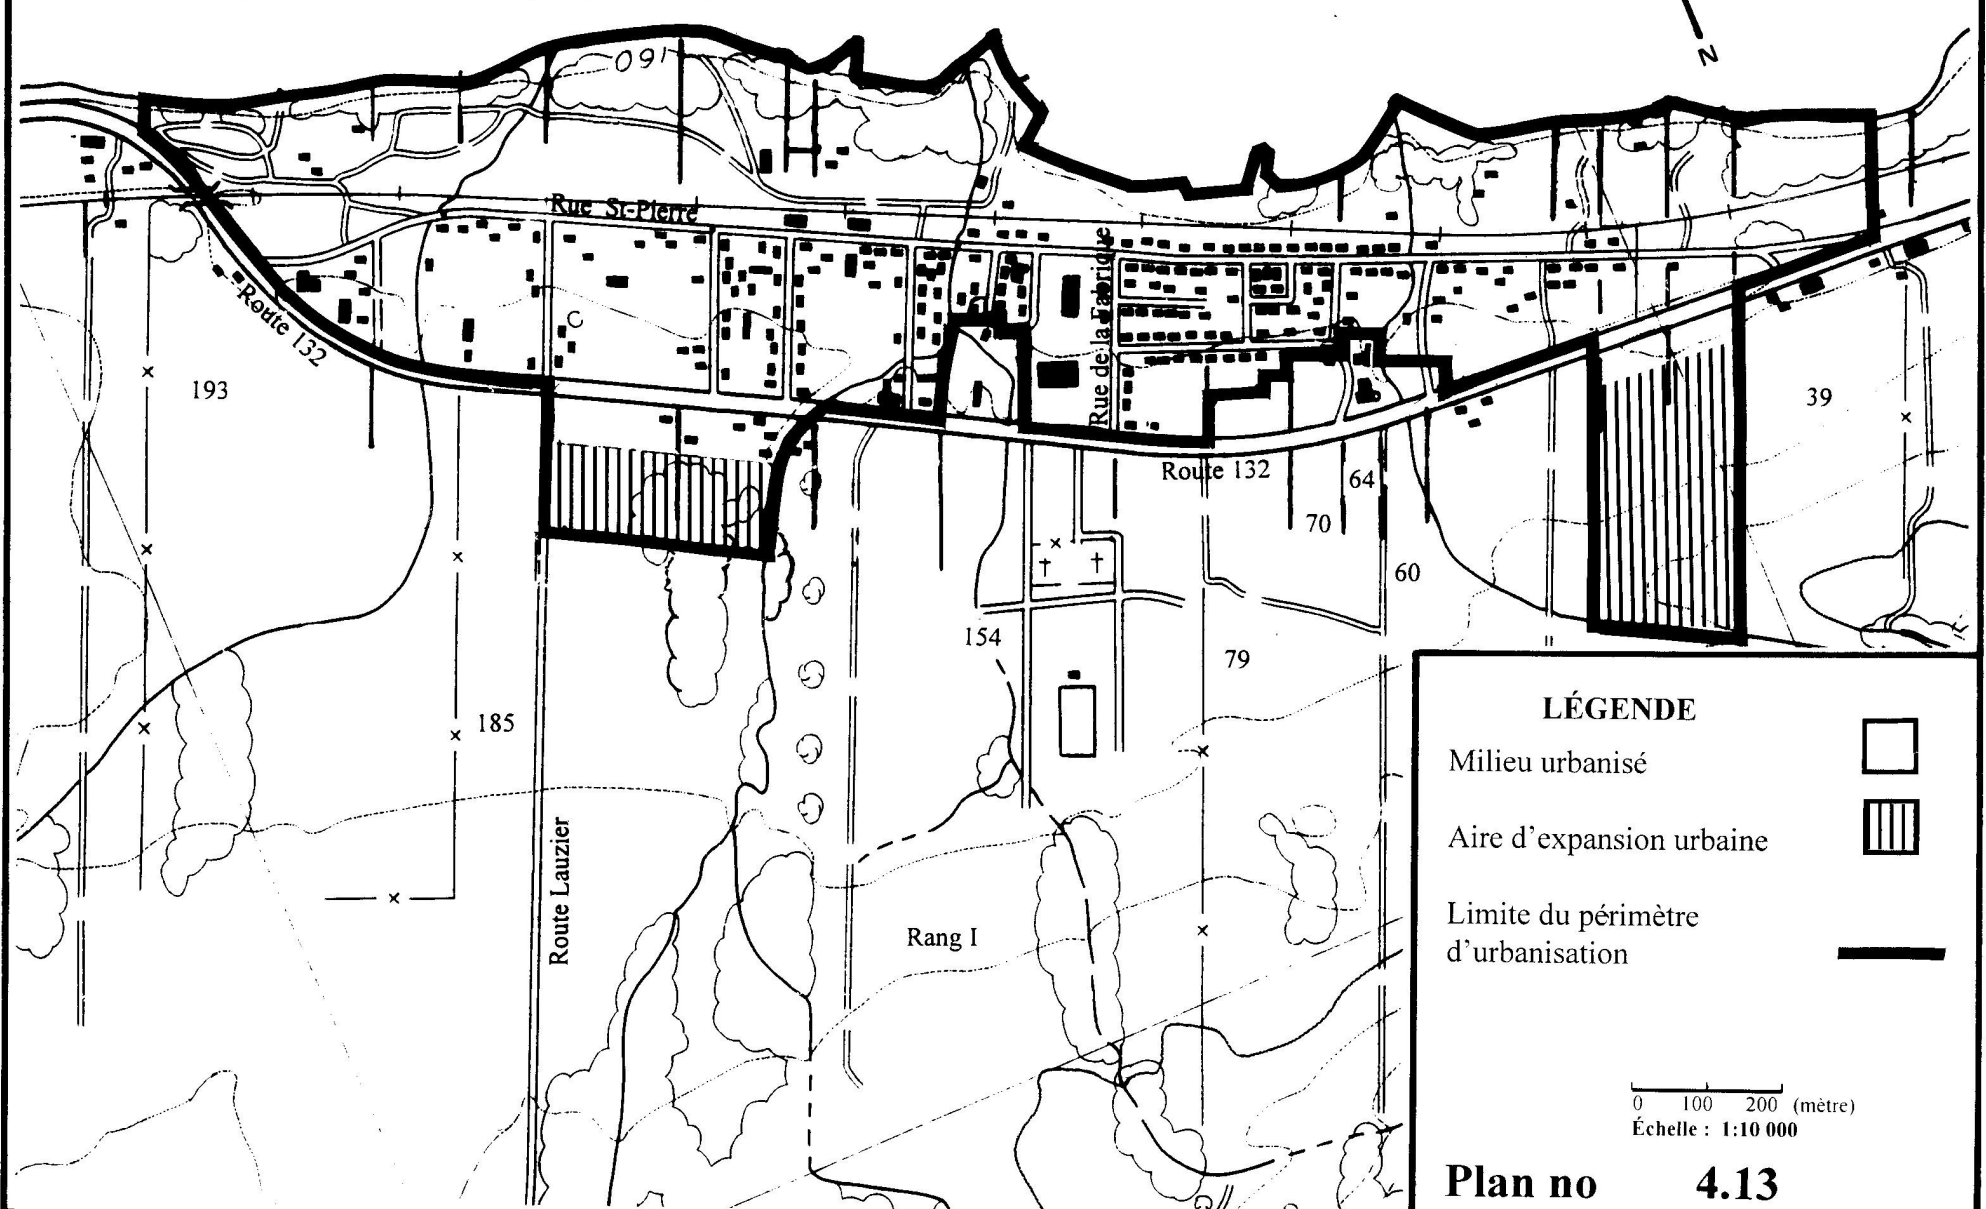 N
160
Rue St-Pierre
Rue de la Fabrique
Route 132
193
39
Route 132
64
70
60
154
79
185
Route Lauzier
Rang I
LÉGENDE
Milieu urbanisé
Aire d'expansion urbaine
Limite du périmètre
d'urbanisation
0 100 200 (mètre)
Échelle : 1:10 000
Plan no 4.13